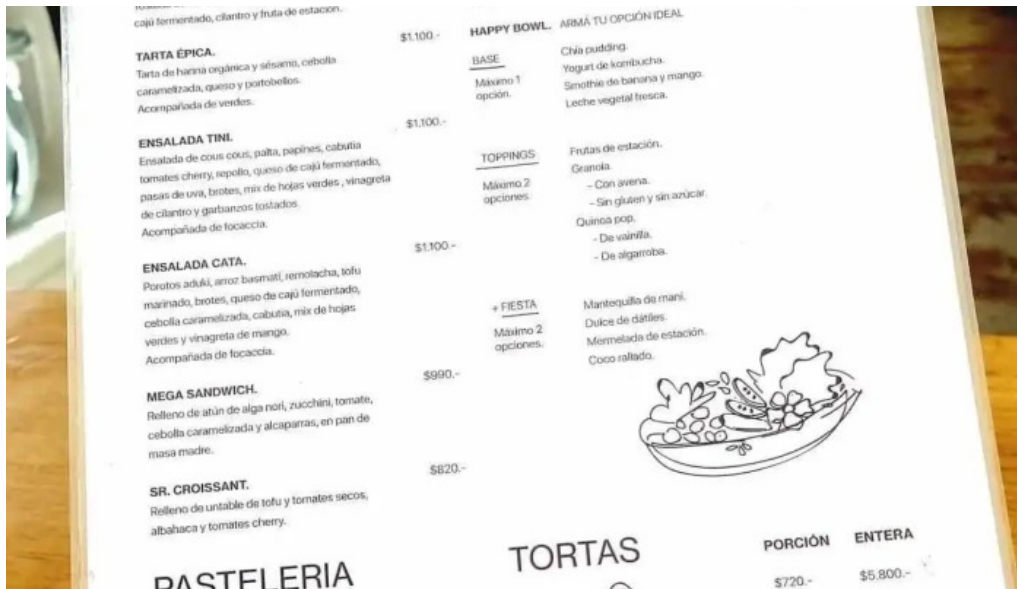 cajú fermentado, cilantro y fruta de estación.
TARTA ÉPICA.
$1.100.-
Tarta de harina orgánica y sésamo, cebolla
caramelizada, queso y portobellos.
Acompañada de verdes.
ENSALADA TINI.
$1.100.-
Ensalada de cous cous, palta, papines, cabutia
tomates cherry, repollo, queso de cajú fermentado,
pasas de uva, brotes, mix de hojas verdes , vinagreta
de cilantro y garbanzos tostados.
Acompañada de focaccia.
ENSALADA CATA.
$1.100.-
Porotos aduki, arroz basmati, remolacha, tofu
marinado, brotes, queso de cajú fermentado,
cebolla caramelizada, cabutia, mix de hojas
verdes y vinagreta de mango.
Acompañada de focaccia.
MEGA SANDWICH.
$990.-
Relleno de atún de alga nori, zucchini, tomate,
cebolla caramelizada y alcaparras, en pan de
masa madre.
SR. CROISSANT.
$820.-
Relleno de untable de tofu y tomates secos,
albahaca y tomates cherry.
PASTELERIA
HAPPY BOWL. ARMÁ TU OPCIÓN IDEAL
BASE
Máximo 1
opción.
Chia pudding.
Yogurt de kombucha.
Smothie de banana y mango.
Leche vegetal fresca.
TOPPINGS
Máximo 2
opciones.
Frutas de estación.
Granola.
- Con avena.
- Sin gluten y sin azúcar.
Quinoa pop.
- De vainilla.
- De algarroba.
+ FIESTA
Máximo 2
opciones.
Mantequilla de maní.
Dulce de dátiles.
Mermelada de estación.
Coco rallado.
TORTAS
PORCIÓN ENTERA
$720.- $5.800.-